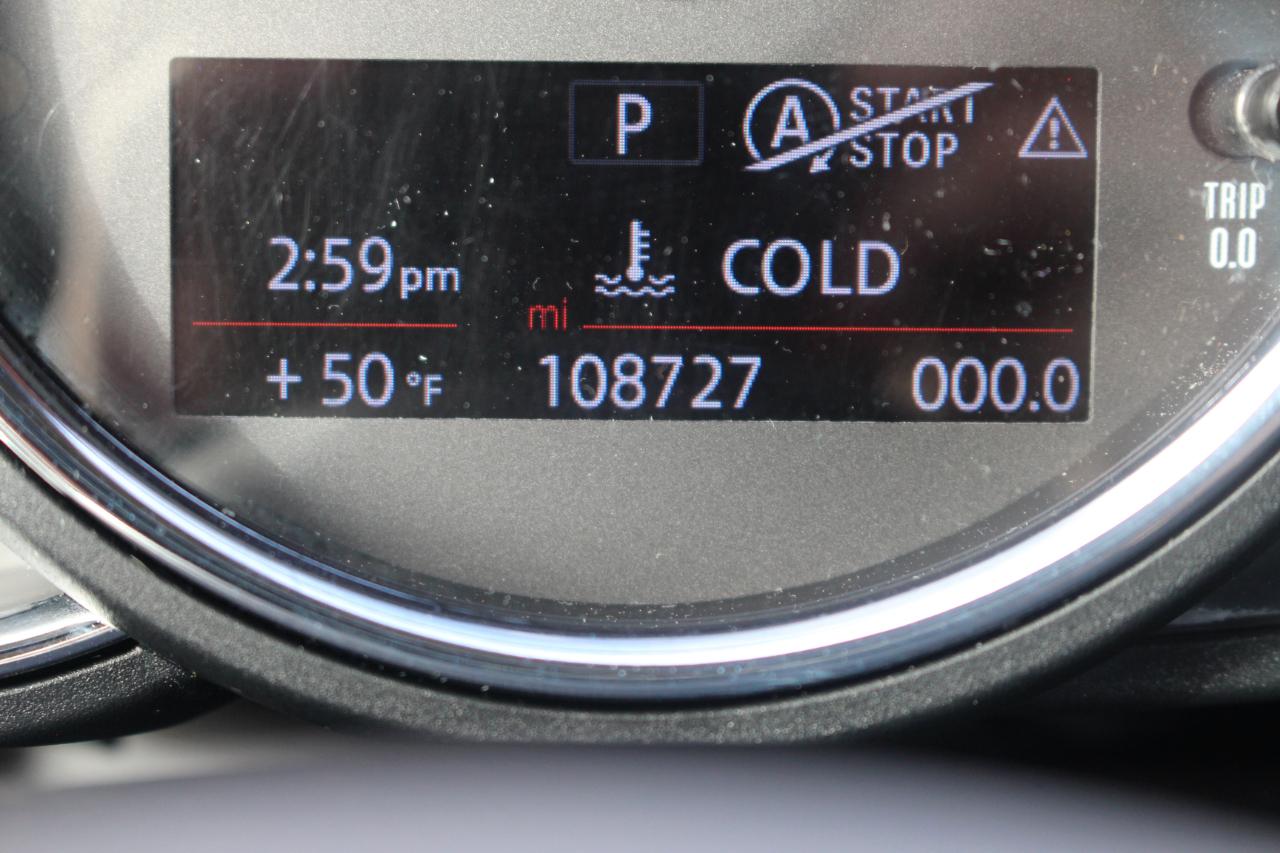 P A START
STOP
2:59pm COLD
mi
+50°F 108727 000.0
TRIP
0.0